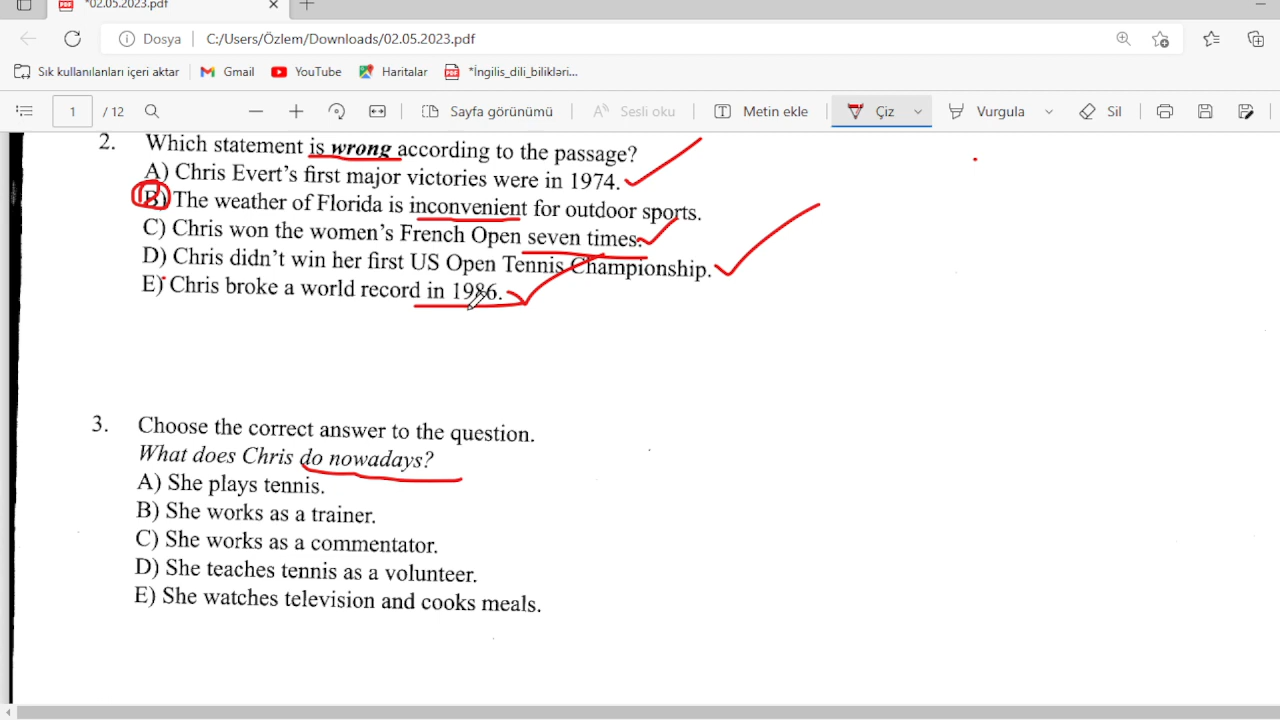 *02.05.2023.pdf
Dosya C:/Users/Özlem/Downloads/02.05.2023.pdf
Sık kullanılanları içeri aktar Gmail YouTube Haritalar *İngilis_dili_bilikləri...
1 / 12 Sayfa görünümü Sesli oku Metin ekle Çiz Vurgula Sil
2. Which statement is wrong according to the passage?
A) Chris Evert's first major victories were in 1974.
B) The weather of Florida is inconvenient for outdoor sports.
C) Chris won the women's French Open seven times.
D) Chris didn't win her first US Open Tennis Championship.
E) Chris broke a world record in 1986.
3. Choose the correct answer to the question.
What does Chris do nowadays?
A) She plays tennis.
B) She works as a trainer.
C) She works as a commentator.
D) She teaches tennis as a volunteer.
E) She watches television and cooks meals.